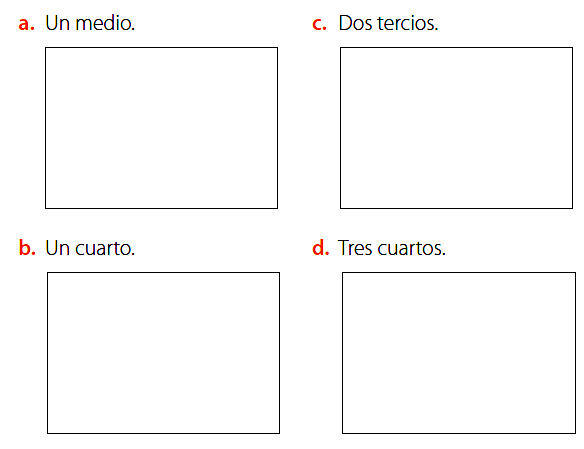 a. Un medio.
c. Dos tercios.
b. Un cuarto.
d. Tres cuartos.